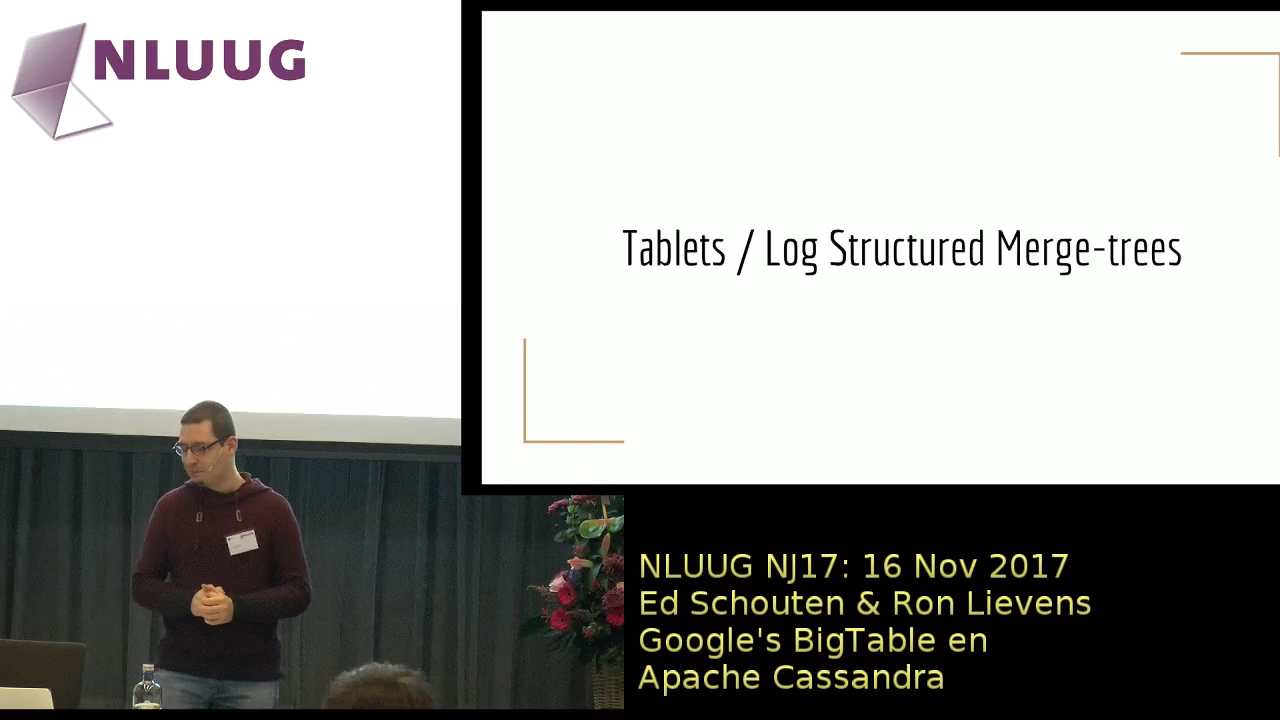 NLUUG
Tablets / Log Structured Merge-trees
NLUUG NJ17: 16 Nov 2017
Ed Schouten & Ron Lievens
Google's BigTable en
Apache Cassandra